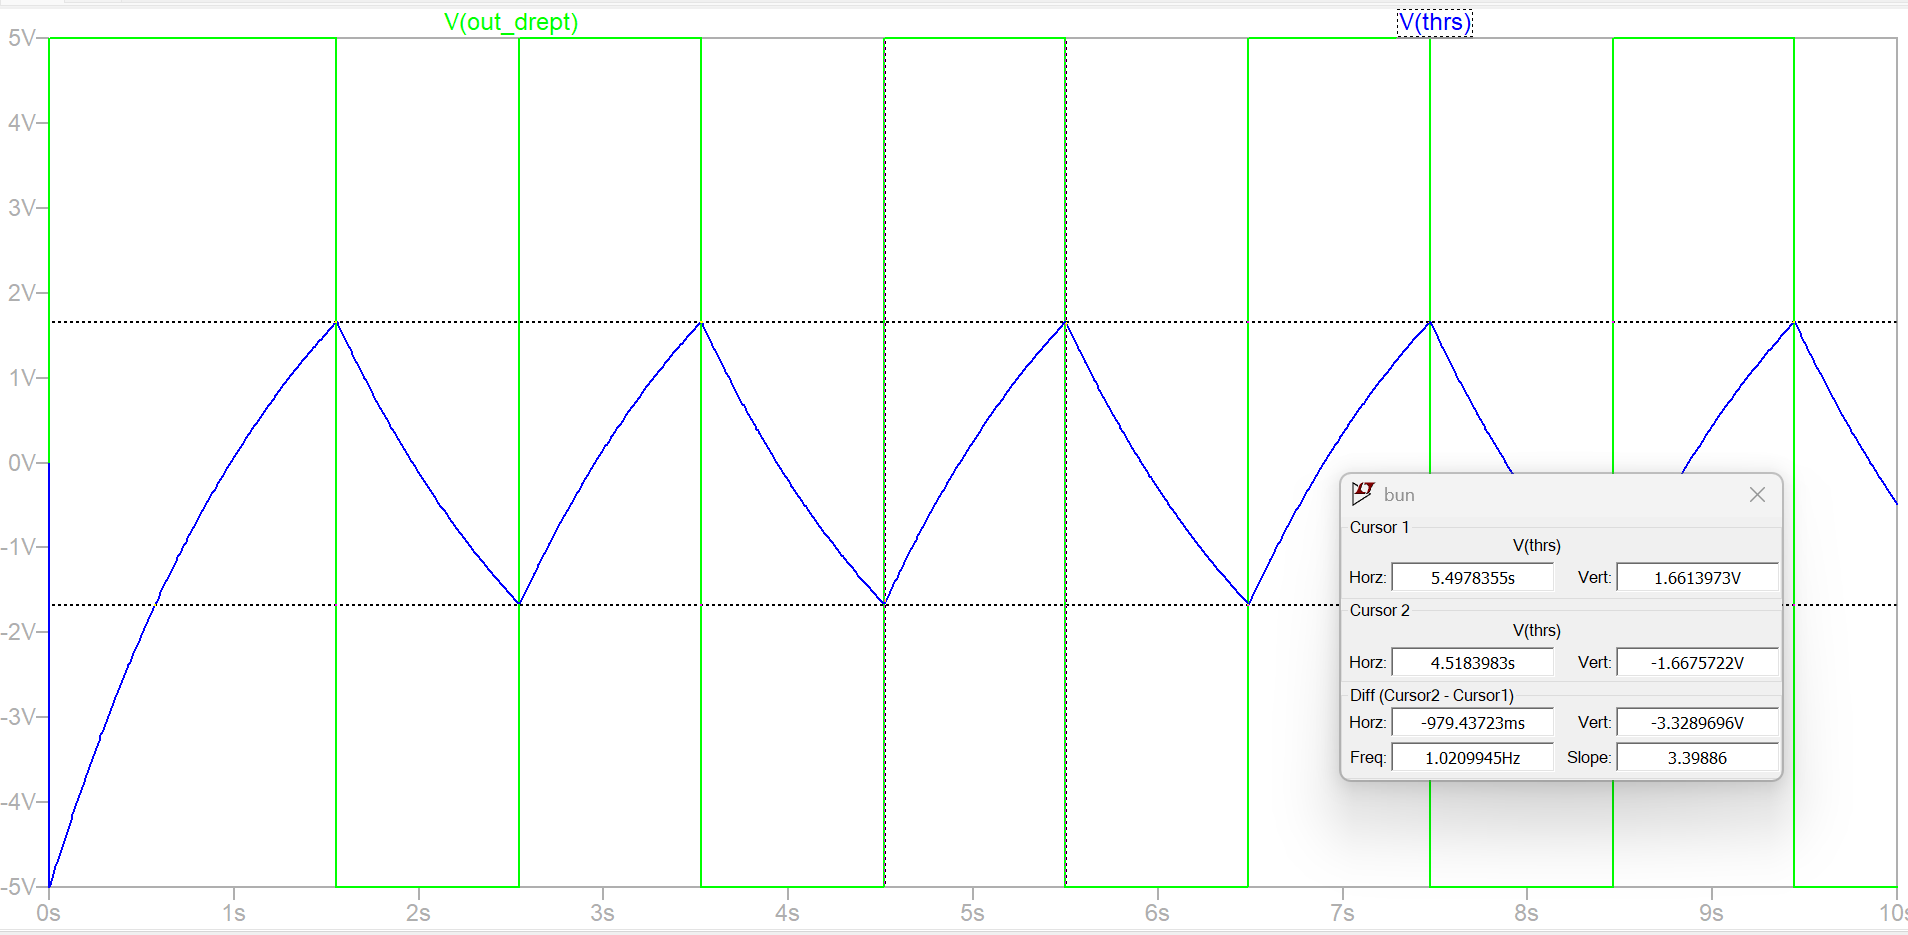 V(out_drept) V(thrs)
5V
4V
3V
2V
1V
0V
-1V
-2V
-3V
-4V
-5V
0s 1s 2s 3s 4s 5s 6s 7s 8s 9s 10s
bun
Cursor 1
V(thrs)
Horz: 5.4978355s Vert: 1.6613973V
Cursor 2
V(thrs)
Horz: 4.5183983s Vert: -1.6675722V
Diff (Cursor2 - Cursor1)
Horz: -979.43723ms Vert: -3.3289696V
Freq: 1.0209945Hz Slope: 3.39886